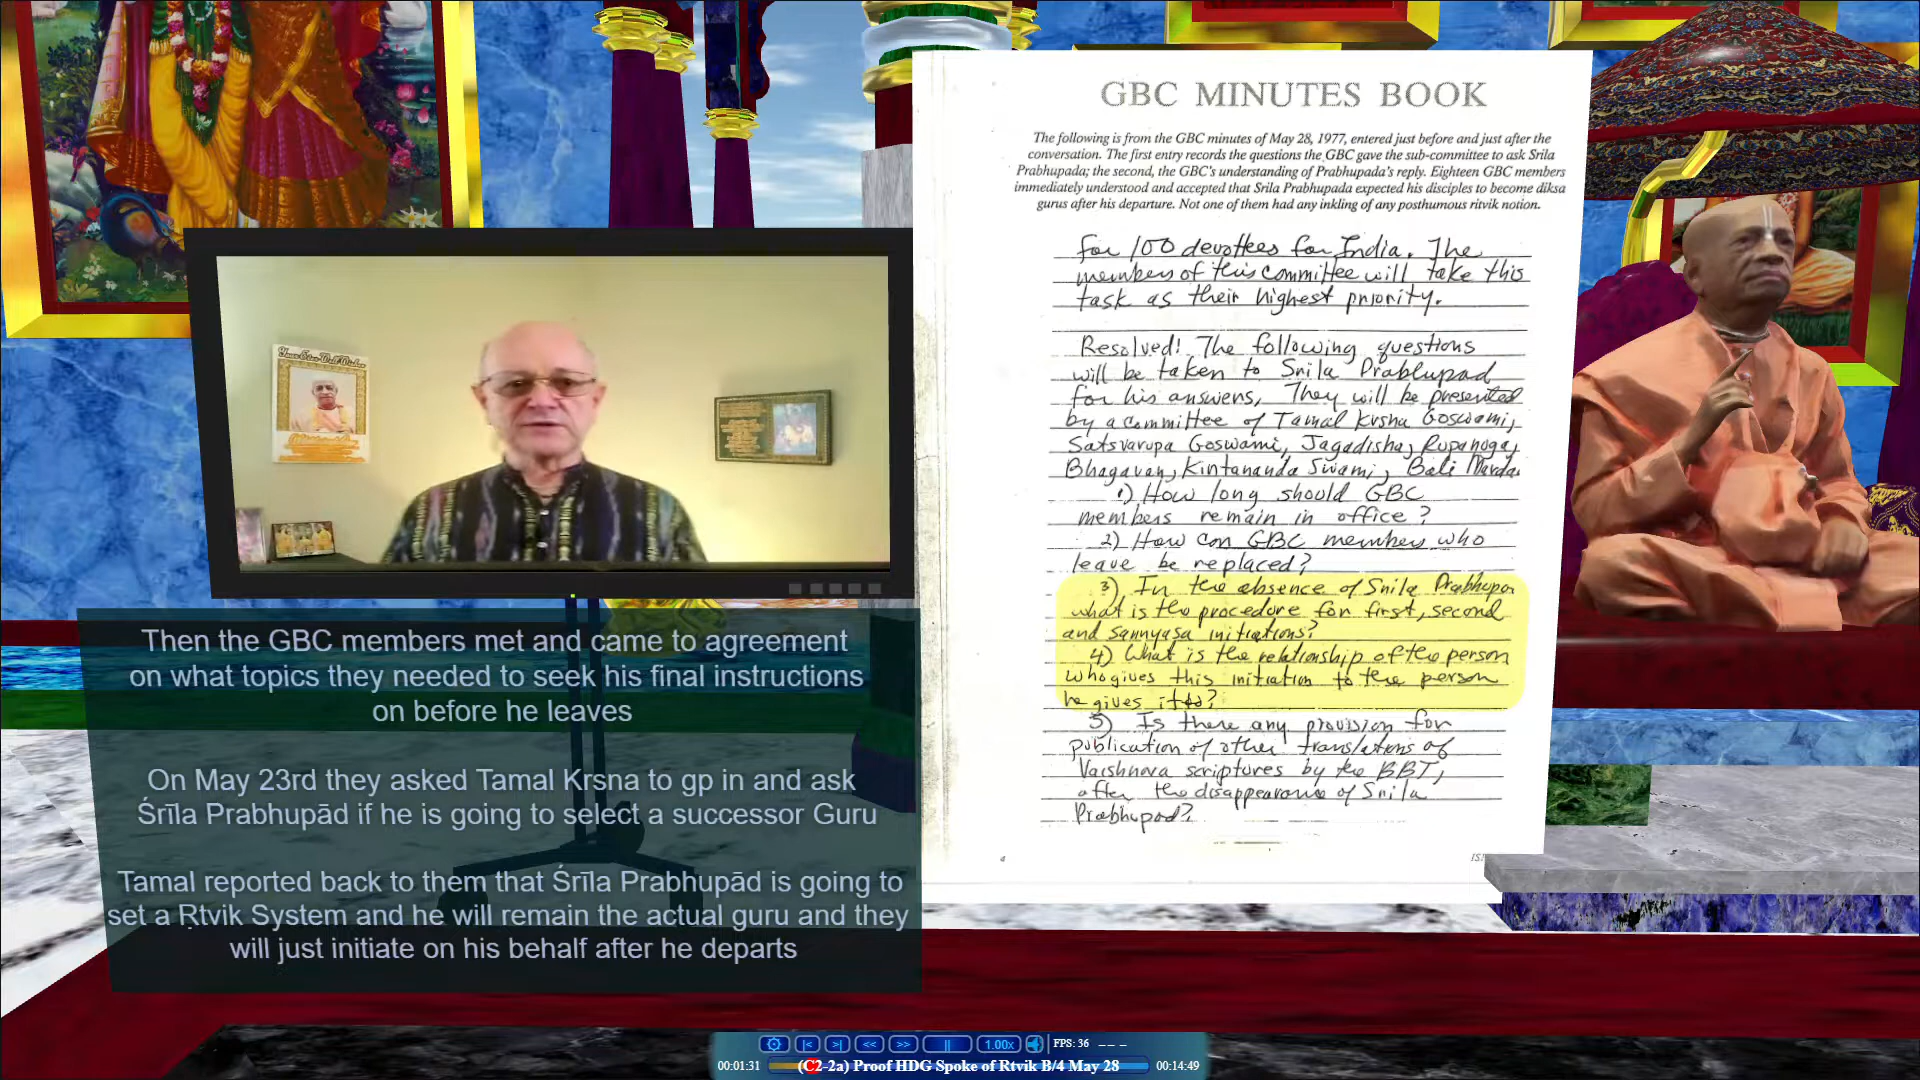 GBC MINUTES BOOK
The following is from the GBC minutes of May 28, 1977, entered just before and just after the
conversation. The first entry records the questions the GBC gave the sub-committee to ask Srila
Prabhupada; the second, the GBC's understanding of Prabhupada's reply. Eighteen GBC members
immediately understood and accepted that Srila Prabhupada expected his disciples to become diksa
gurus after his departure. Not one of them had any inkling of any posthumous ritvik notion.
for 100 devottees for India. The
members of this committee will take this
task as their highest priority.
Resolved! The following questions
will be taken to Srila Prabhupad
for his answers, They will be presented
by a committee of Tamal Krsna Goswami,
Satsvarupa Goswami, Jagadisha, Rupanuga,
Bhagavan, Kirtananda Swami, Bali Marda
1) How long should GBC
members remain in office?
2) How can GBC members who
leave be replaced?
3) In the absence of Srila Prabhupa
what is the procedure for first, second
and sannyasa initiations?
4) What is the relationship of the person
who gives this initiation to the person
he gives it to?
5) Is there any provision for
publication of other translations of
Vaishnava scriptures by the BBT,
after the disappearance of Srila
Prabhupad?
4
Then the GBC members met and came to agreement
on what topics they needed to seek his final instructions
on before he leaves
On May 23rd they asked Tamal Krsna to gp in and ask
Śrīla Prabhupād if he is going to select a successor Guru
Tamal reported back to them that Śrīla Prabhupād is going to
set a Ṛtvik System and he will remain the actual guru and they
will just initiate on his behalf after he departs
|< >| << >> || 1.00x FPS: 36 _ _ _
00:01:31 (C2-2a) Proof HDG Spoke of Rtvik B/4 May 28 00:14:49